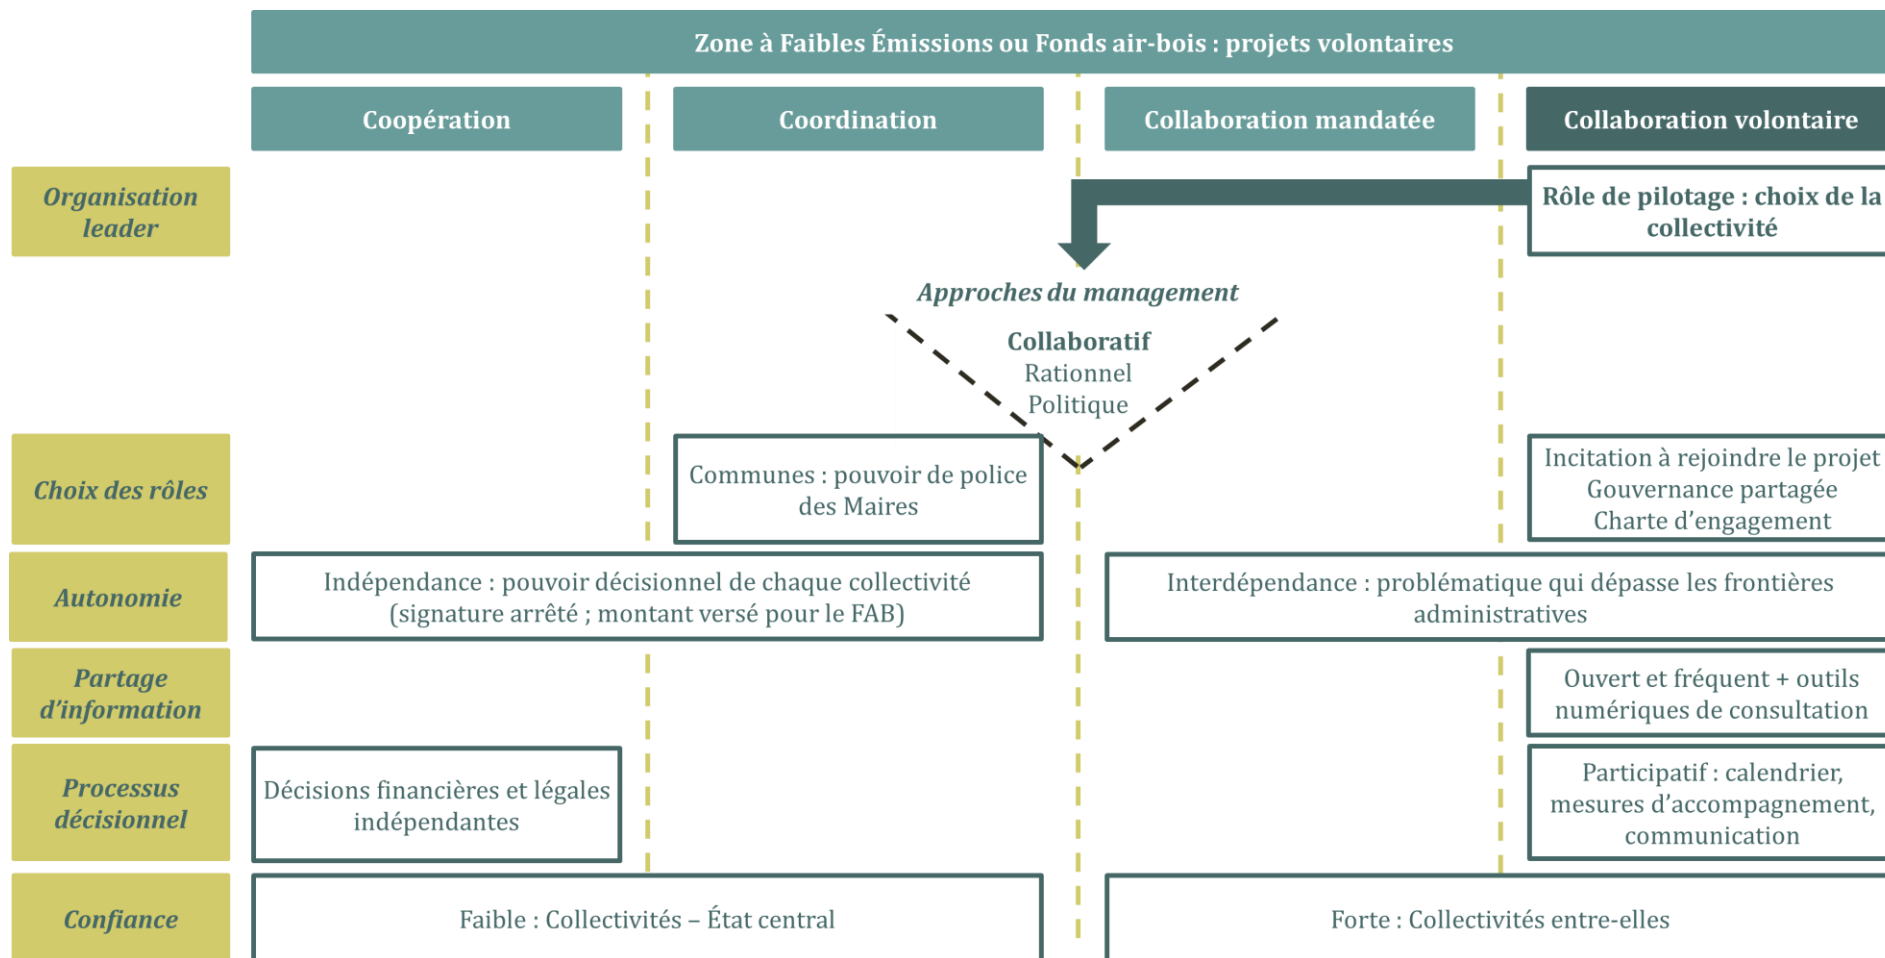 Zone à Faibles Émissions ou Fonds air-bois : projets volontaires
Coopération
Coordination
Collaboration mandatée
Collaboration volontaire
Organisation
leader
Rôle de pilotage : choix de la
collectivité
Approches du management
Collaboratif
Rationnel
Politique
Choix des rôles
Communes : pouvoir de police
des Maires
Incitation à rejoindre le projet
Gouvernance partagée
Charte d'engagement
Autonomie
Indépendance : pouvoir décisionnel de chaque collectivité
(signature arrêté ; montant versé pour le FAB)
Interdépendance : problématique qui dépasse les frontières
administratives
Partage
d'information
Ouvert et fréquent + outils
numériques de consultation
Processus
décisionnel
Décisions financières et légales
indépendantes
Participatif : calendrier,
mesures d'accompagnement,
communication
Confiance
Faible : Collectivités – État central
Forte : Collectivités entre-elles